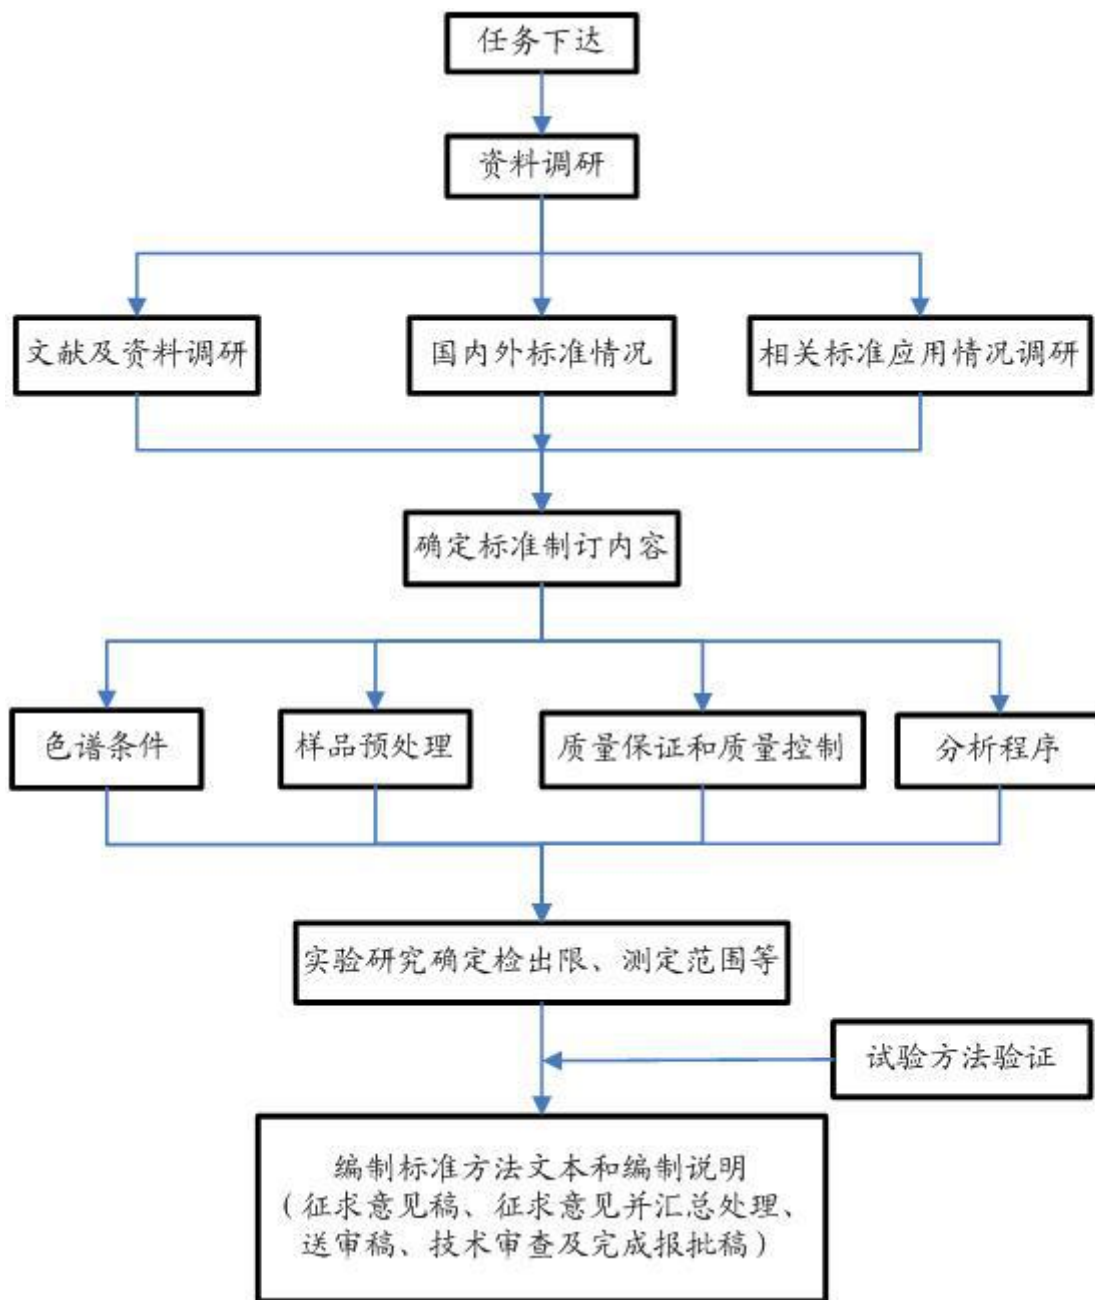 任务下达
资料调研
文献及资料调研
国内外标准情况
相关标准应用情况调研
确定标准制订内容
色谱条件
样品预处理
质量保证和质量控制
分析程序
实验研究确定检出限、测定范围等
试验方法验证
编制标准方法文本和编制说明
（征求意见稿、征求意见并汇总处理、
送审稿、技术审查及完成报批稿）